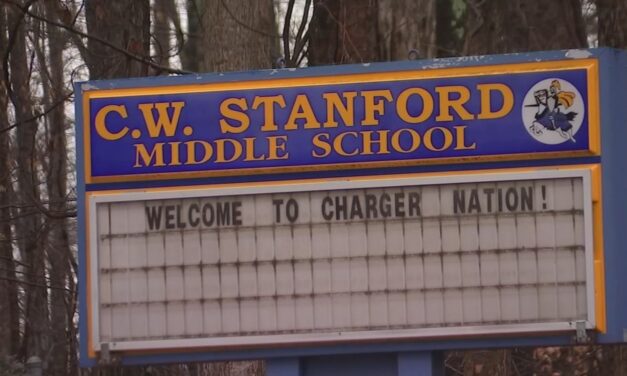 C.W. STANFORD
MIDDLE SCHOOL
WELCOME TO CHARGER NATION!